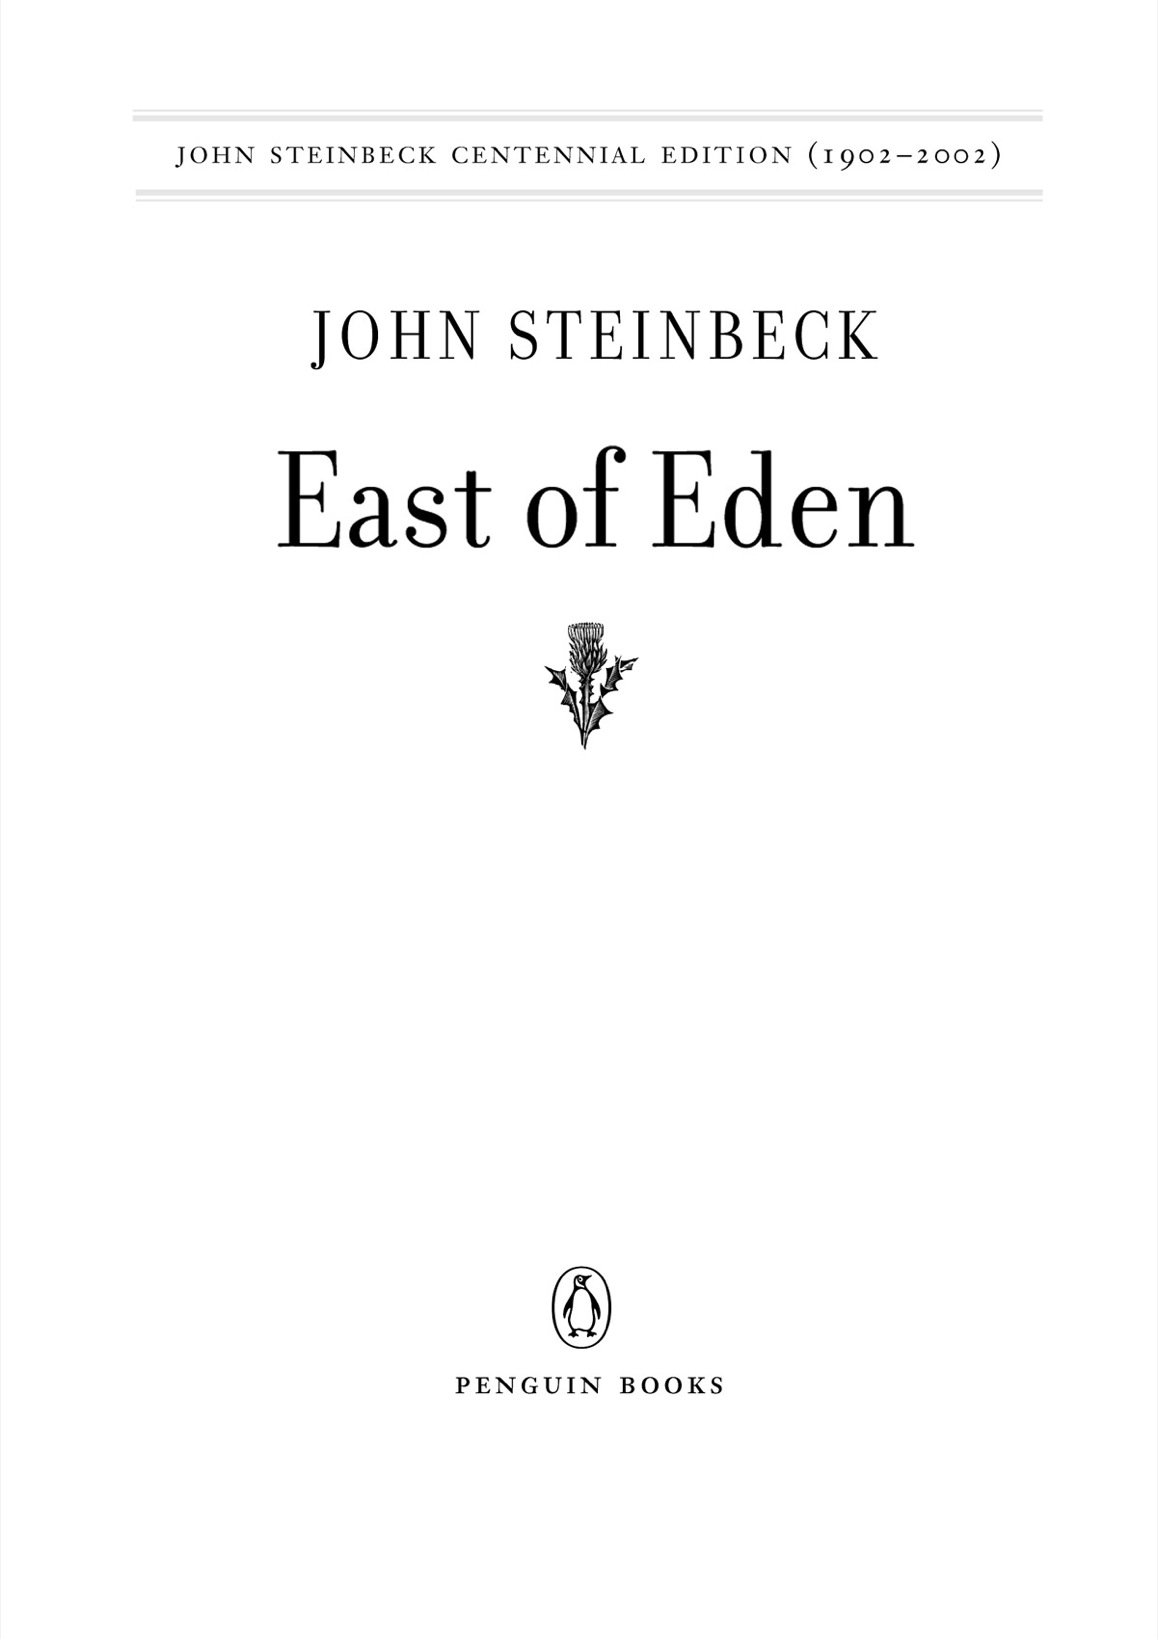 JOHN STEINBECK CENTENNIAL EDITION (1902–2002)
JOHN STEINBECK
East of Eden
PENGUIN BOOKS